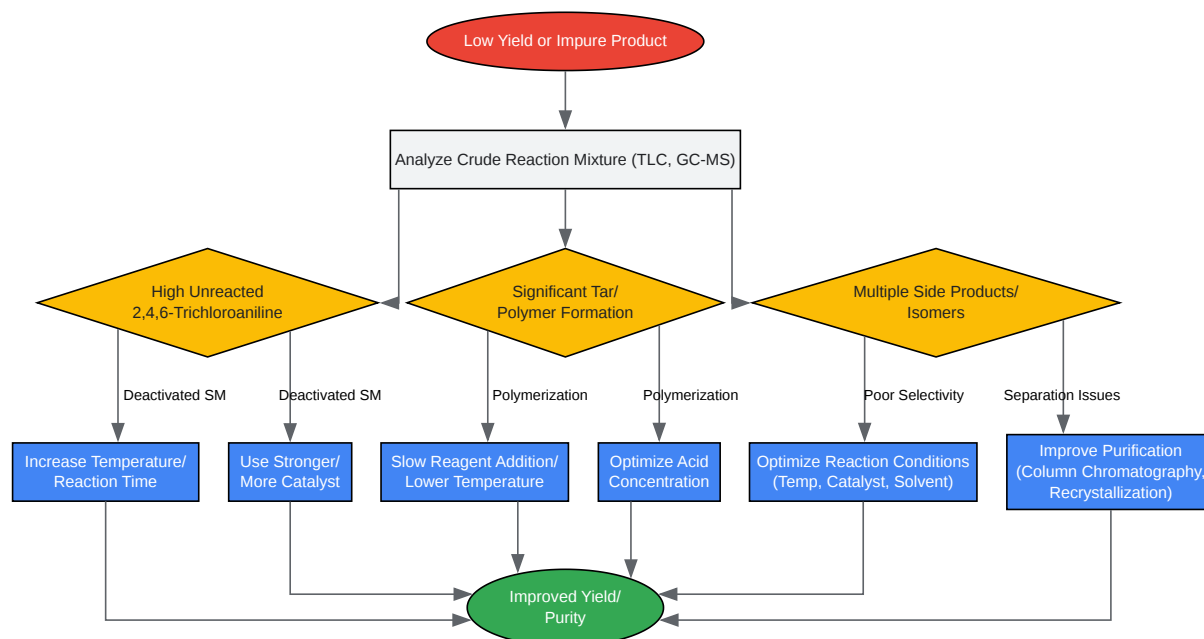 Low Yield or Impure Product
Analyze Crude Reaction Mixture (TLC, GC-MS)
High Unreacted
2,4,6-Trichloroaniline
Significant Tar/
Polymer Formation
Multiple Side Products/
Isomers
Deactivated SM
Deactivated SM
Polymerization
Polymerization
Poor Selectivity
Separation Issues
Increase Temperature/
Reaction Time
Use Stronger/
More Catalyst
Slow Reagent Addition/
Lower Temperature
Optimize Acid
Concentration
Optimize Reaction Conditions
(Temp, Catalyst, Solvent)
Improve Purification
(Column Chromatography,
Recrystallization)
Improved Yield/
Purity